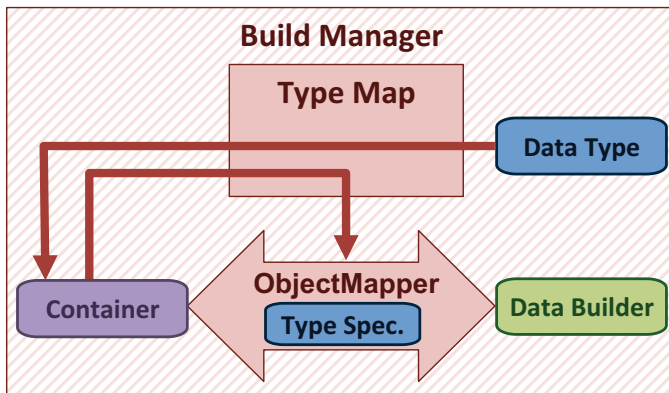 Build Manager
Type Map
Data Type
ObjectMapper
Container
Type Spec.
Data Builder